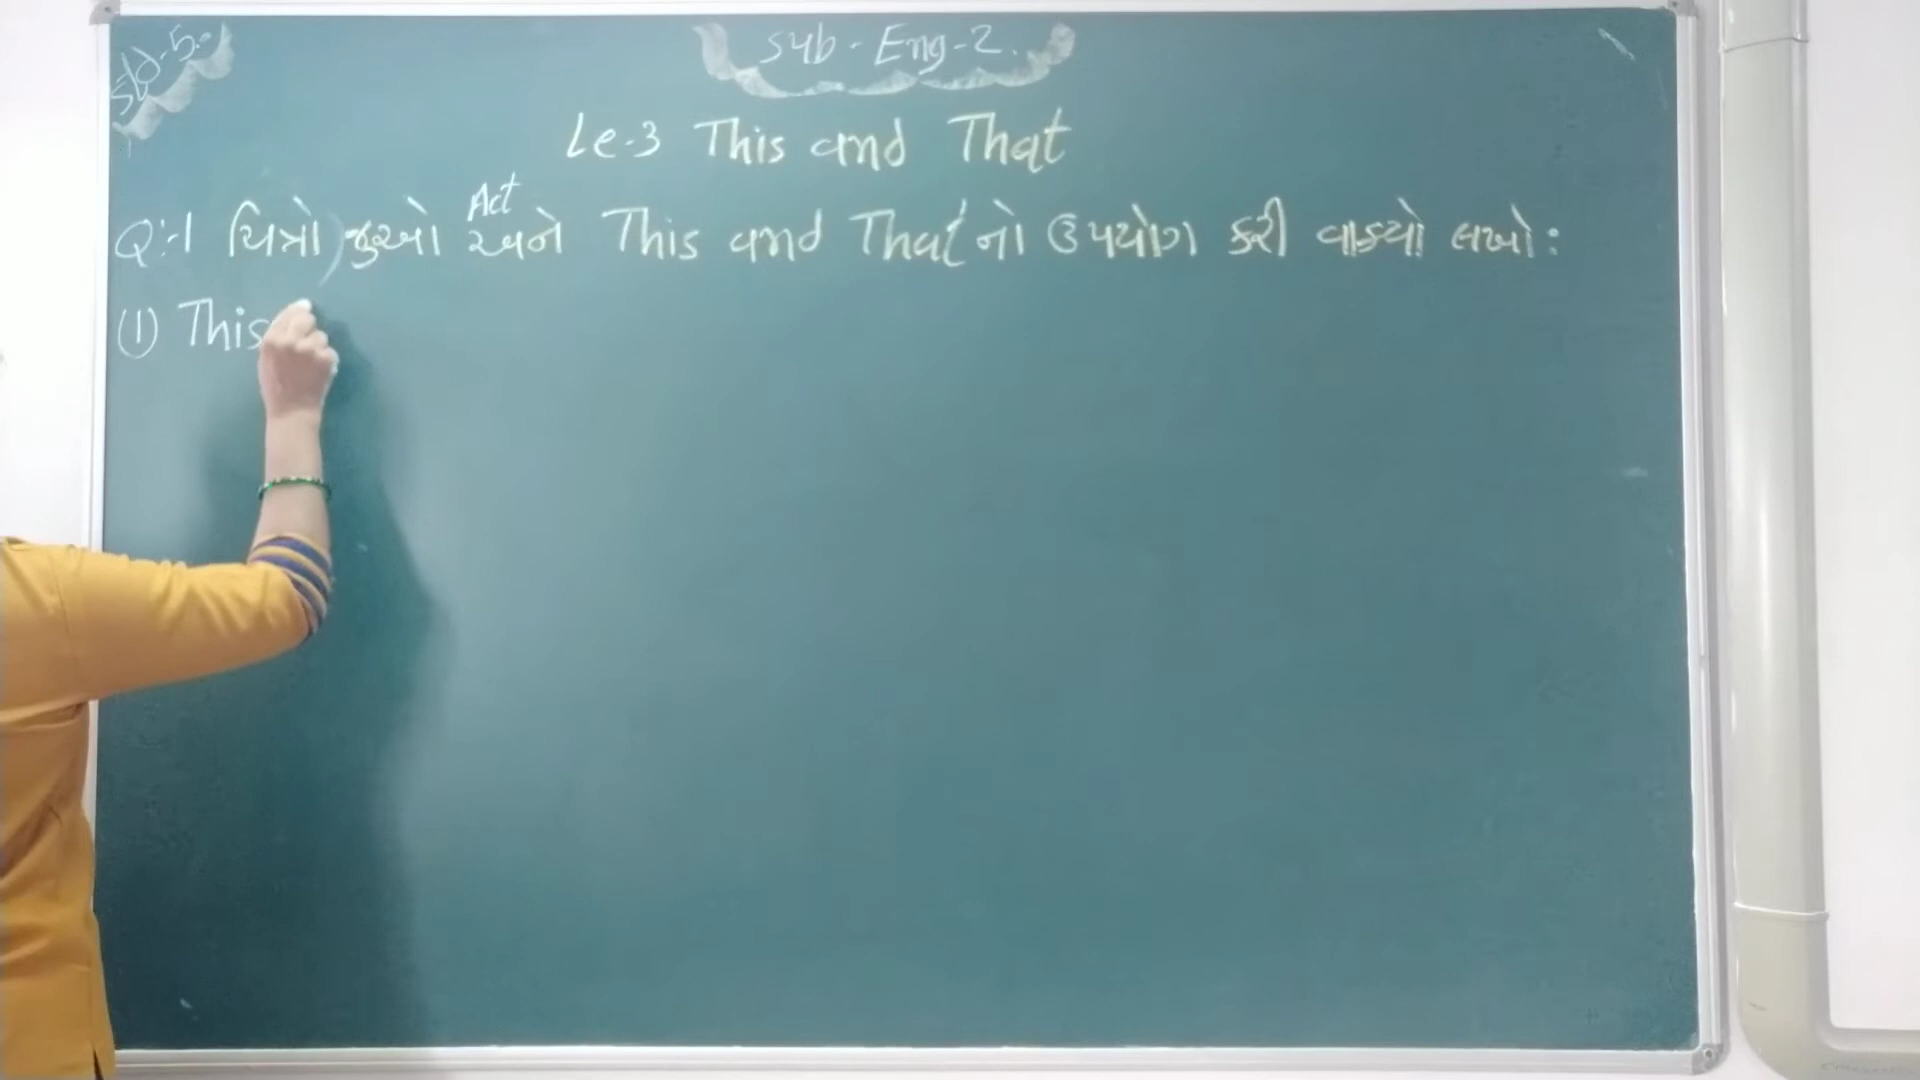 Std-5.
Sub - Eng-2.
Le-3 This and That
Act
Q:-1 ચિત્રો જુઓ અને This and That નો ઉપયોગ કરી વાક્યો લખો:
(1) This